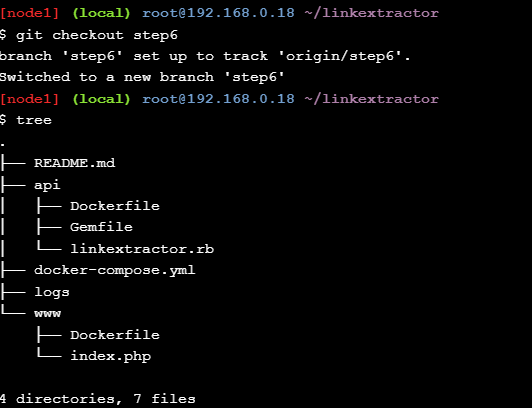 [node1] (local) root@192.168.0.18 ~/linkextractor
$ git checkout step6
branch 'step6' set up to track 'origin/step6'.
Switched to a new branch 'step6'
[node1] (local) root@192.168.0.18 ~/linkextractor
$ tree
.
├── README.md
├── api
│   ├── Dockerfile
│   ├── Gemfile
│   └── linkextractor.rb
├── docker-compose.yml
├── logs
└── www
    ├── Dockerfile
    └── index.php
4 directories, 7 files